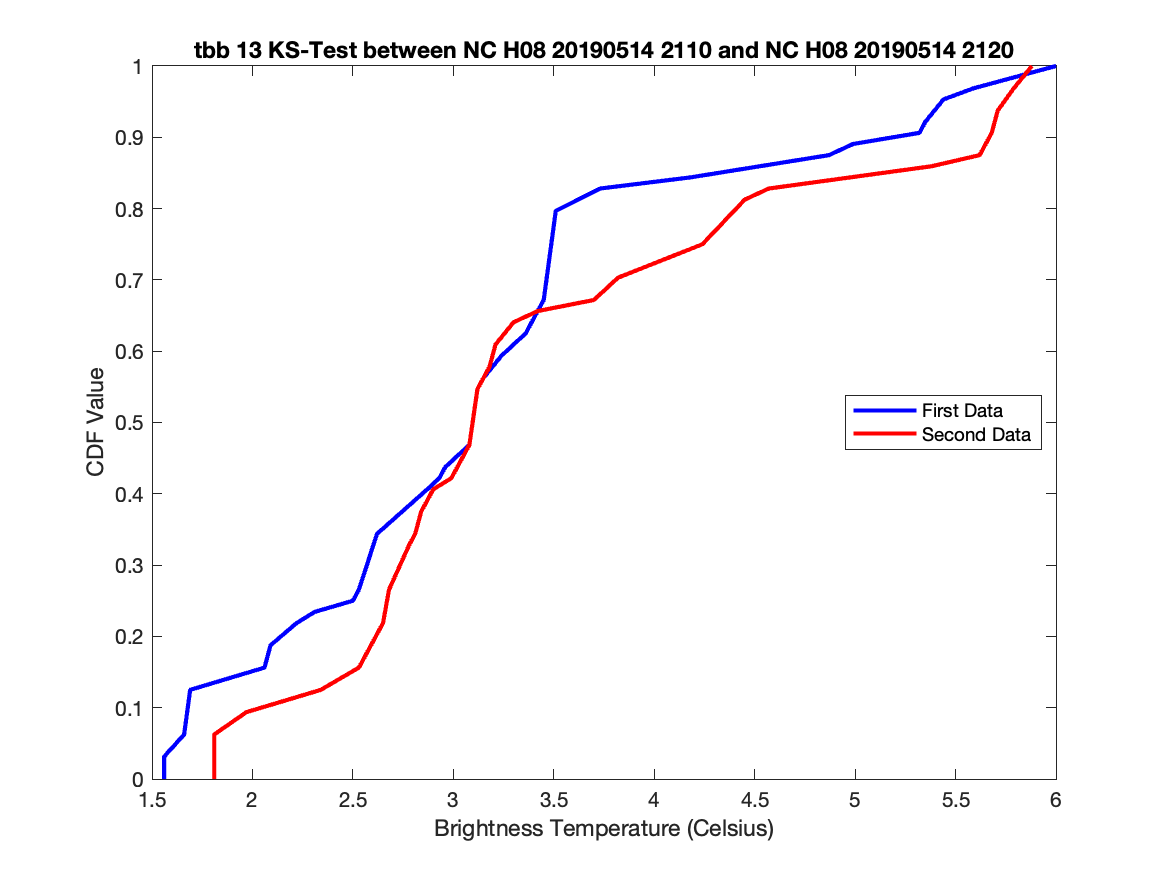 tbb 13 KS-Test between NC H08 20190514 2110 and NC H08 20190514 2120
1
0.9
0.8
0.7
0.6
0.5
0.4
0.3
0.2
0.1
0
CDF Value
First Data
Second Data
1.5 2 2.5 3 3.5 4 4.5 5 5.5 6
Brightness Temperature (Celsius)